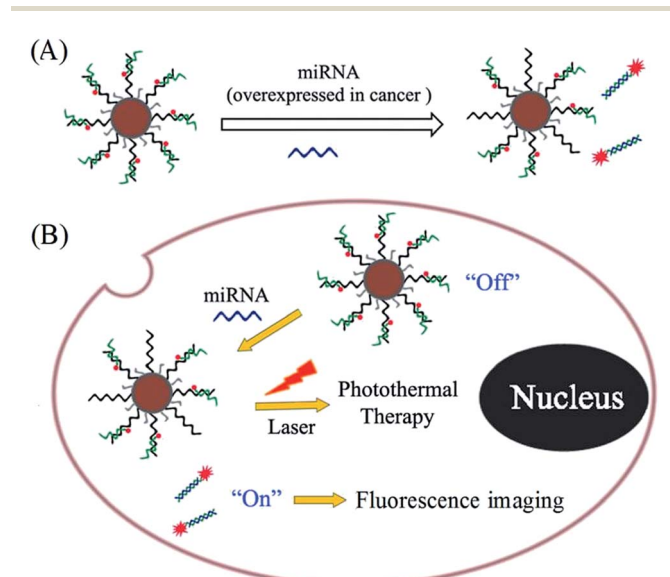 (A)
miRNA
(overexpressed in cancer )
(B)
"Off"
miRNA
Photothermal
Therapy
Laser
Nucleus
"On"
Fluorescence imaging